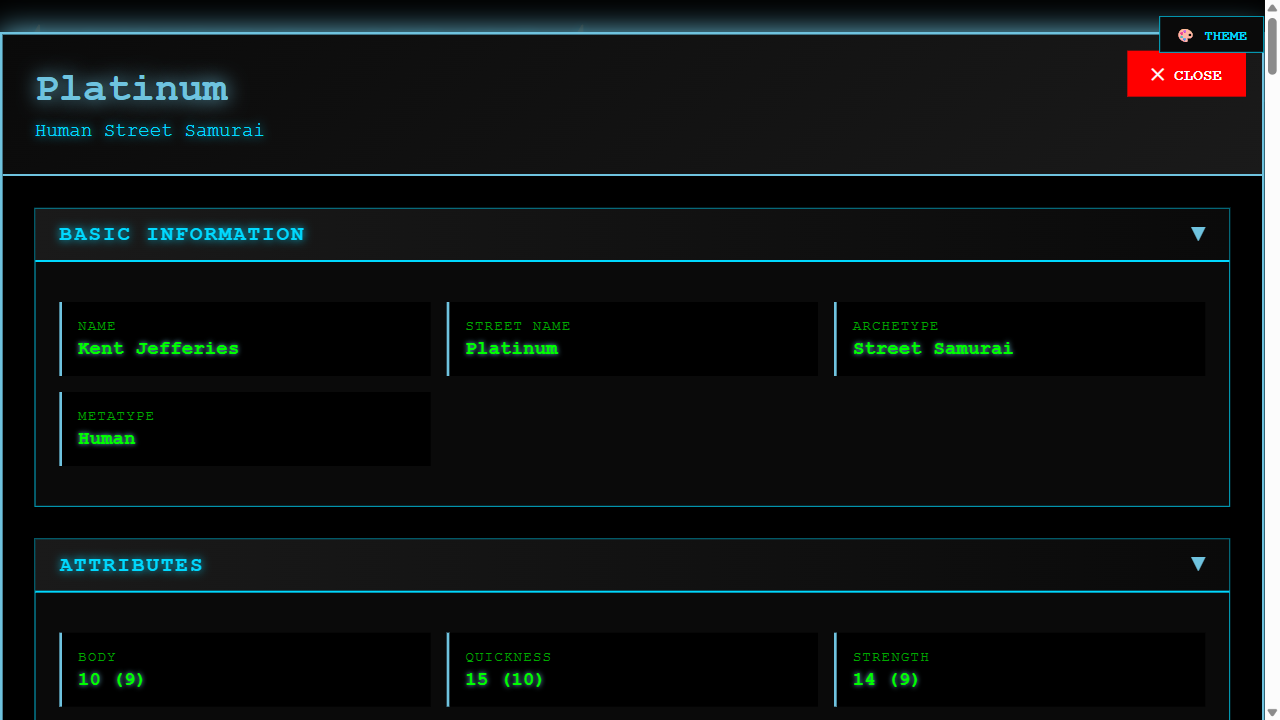 🎨 THEME
✕ CLOSE
Platinum
Human Street Samurai
BASIC INFORMATION ▼
NAME
Kent Jefferies
STREET NAME
Platinum
ARCHETYPE
Street Samurai
METATYPE
Human
ATTRIBUTES ▼
BODY
10 (9)
QUICKNESS
15 (10)
STRENGTH
14 (9)